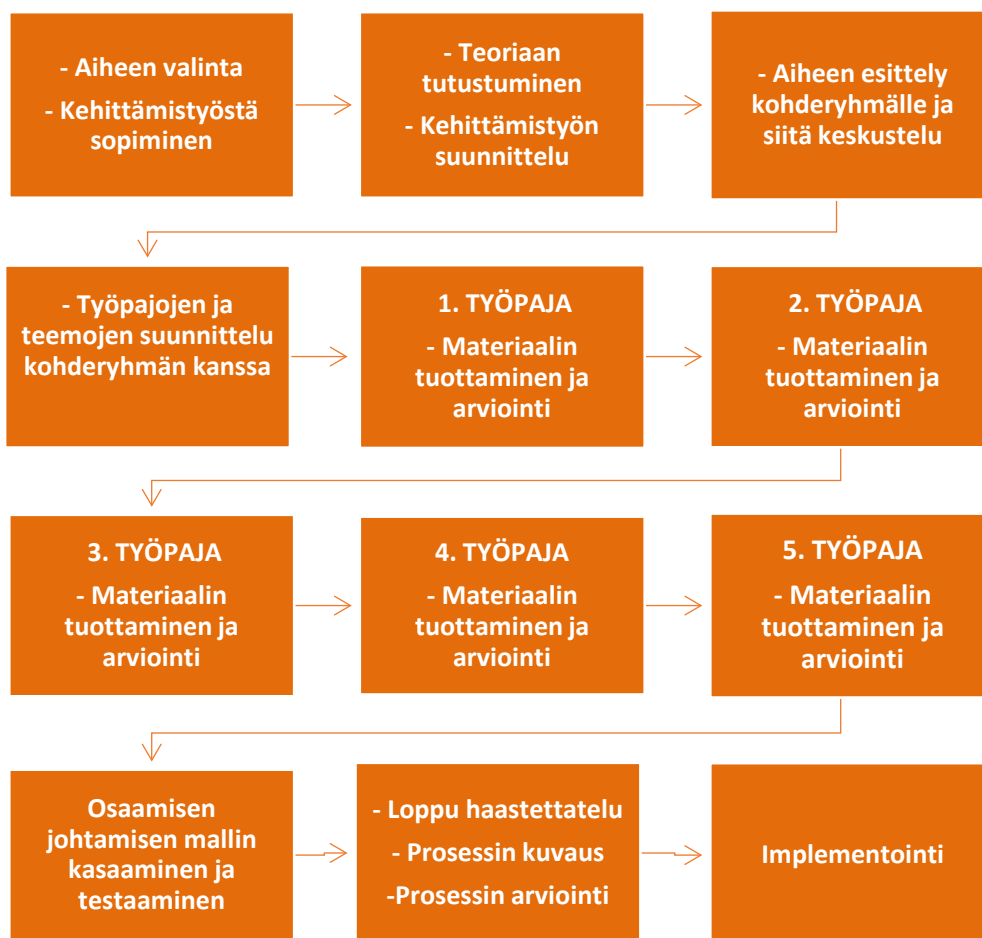 - Aiheen valinta
- Kehittämistyöstä
sopiminen
- Teoriaan
tutustuminen
- Kehittämistyön
suunnittelu
- Aiheen esittely
kohderyhmälle ja
siitä keskustelu
- Työpajojen ja
teemojen suunnittelu
kohderyhmän kanssa
1. TYÖPAJA
- Materiaalin
tuottaminen ja
arviointi
2. TYÖPAJA
- Materiaalin
tuottaminen ja
arviointi
3. TYÖPAJA
- Materiaalin
tuottaminen ja
arviointi
4. TYÖPAJA
- Materiaalin
tuottaminen ja
arviointi
5. TYÖPAJA
- Materiaalin
tuottaminen ja
arviointi
Osaamisen
johtamisen mallin
kasaaminen ja
testaaminen
- Loppu haastettatelu
- Prosessin kuvaus
-Prosessin arviointi
Implementointi